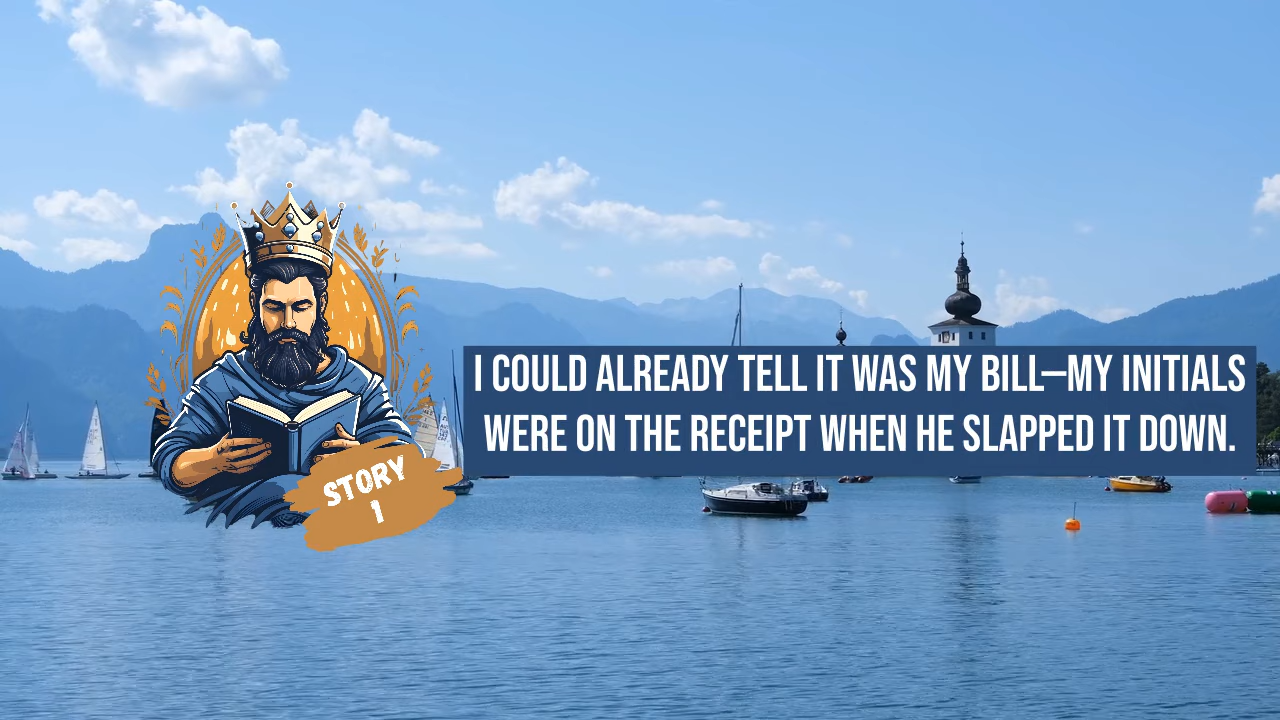 I COULD ALREADY TELL IT WAS MY BILL–MY INITIALS
WERE ON THE RECEIPT WHEN HE SLAPPED IT DOWN.
STORY
1